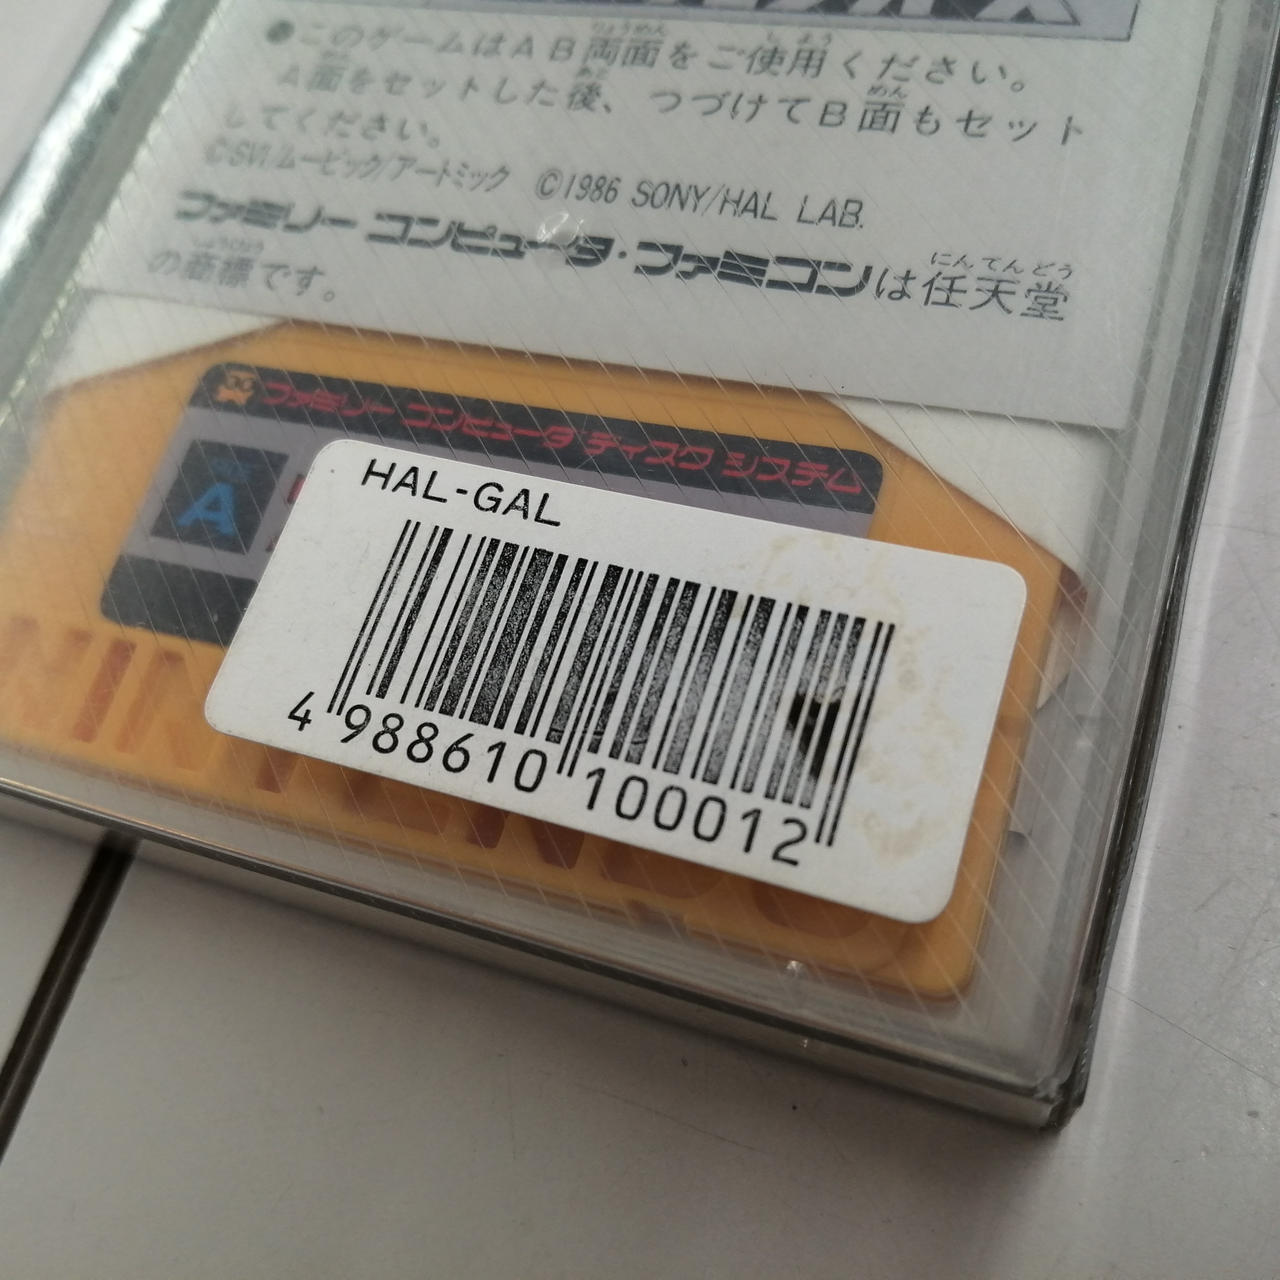 ●このゲームはAB両面をご使用ください。
A面をセットした後、つづけてB面もセット
してください。
©SVI.ムービック/アートミック ©1986 SONY/HAL LAB.
ファミリー コンピュータ・ファミコンは任天堂
の商標です。
ファミリー コンピュータ ディスク システム
A
HAL-GAL
4 988610 100012
NINTENDO